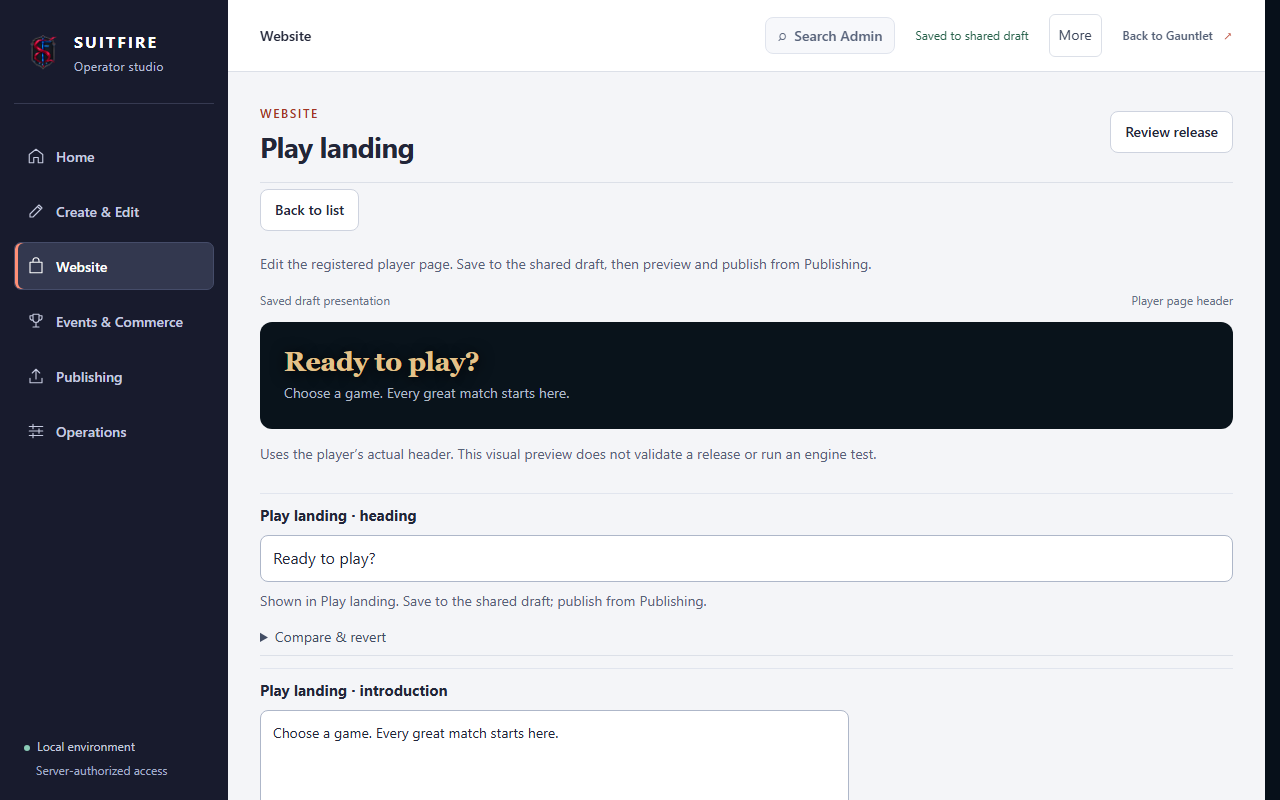 SUITFIRE
Operator studio
Home
Create & Edit
Website
Events & Commerce
Publishing
Operations
Local environment
Server-authorized access
Website
Search Admin
Saved to shared draft
More
Back to Gauntlet ↗
WEBSITE
Play landing
Review release
Back to list
Edit the registered player page. Save to the shared draft, then preview and publish from Publishing.
Saved draft presentation
Player page header
Ready to play?
Choose a game. Every great match starts here.
Uses the player’s actual header. This visual preview does not validate a release or run an engine test.
Play landing · heading
Ready to play?
Shown in Play landing. Save to the shared draft; publish from Publishing.
Compare & revert
Play landing · introduction
Choose a game. Every great match starts here.